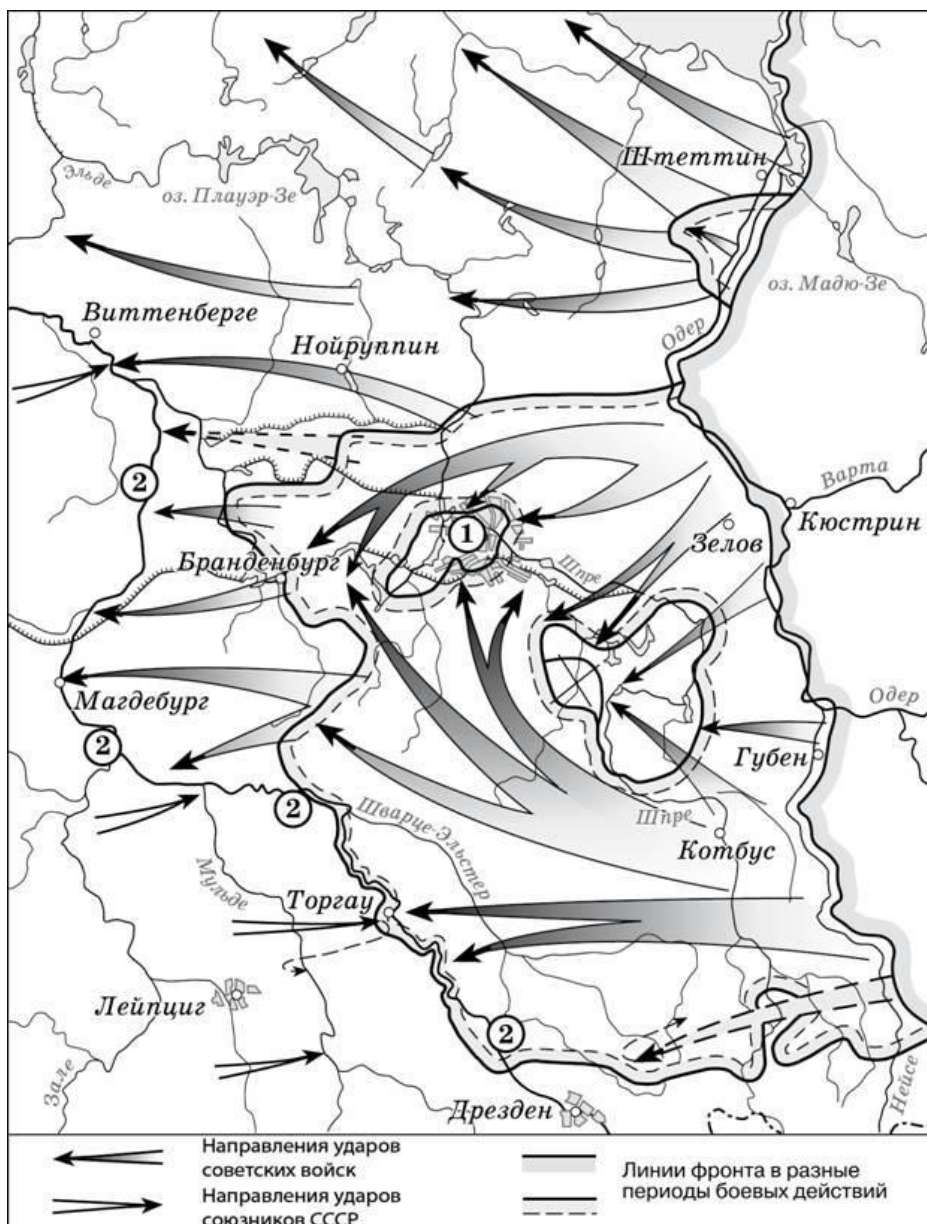 Штеттин
Эльде
оз. Плауэр-Зе
оз. Мадю-Зе
Виттенберге
Одер
Нойруппин
2
Варта
1
Кюстрин
Зелов
Бранденбург
Шпре
Магдебург
Одер
2
Губен
2
Шварце-Эльстер
Шпре
Котбус
Мульде
Торгау
Лейпциг
2
Зале
Дрезден
Нейсе
Направления ударов
советских войск
Направления ударов
союзников СССР
Линии фронта в разные
периоды боевых действий